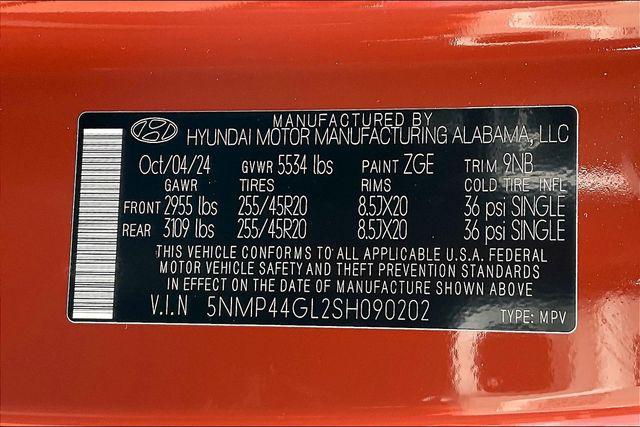 MANUFACTURED BY
HYUNDAI MOTOR MANUFACTURING ALABAMA, LLC
Oct/04/24 GVWR 5534 lbs PAINT ZGE TRIM 9NB
GAWR TIRES RIMS COLD TIRE INFL
FRONT 2955 lbs 255/45R20 8.5JX20 36 psi SINGLE
REAR 3109 lbs 255/45R20 8.5JX20 36 psi SINGLE
THIS VEHICLE CONFORMS TO ALL APPLICABLE U.S.A. FEDERAL
MOTOR VEHICLE SAFETY AND THEFT PREVENTION STANDARDS
IN EFFECT ON THE DATE OF MANUFACTURE SHOWN ABOVE
V.I.N 5NMP44GL2SH090202
TYPE: MPV